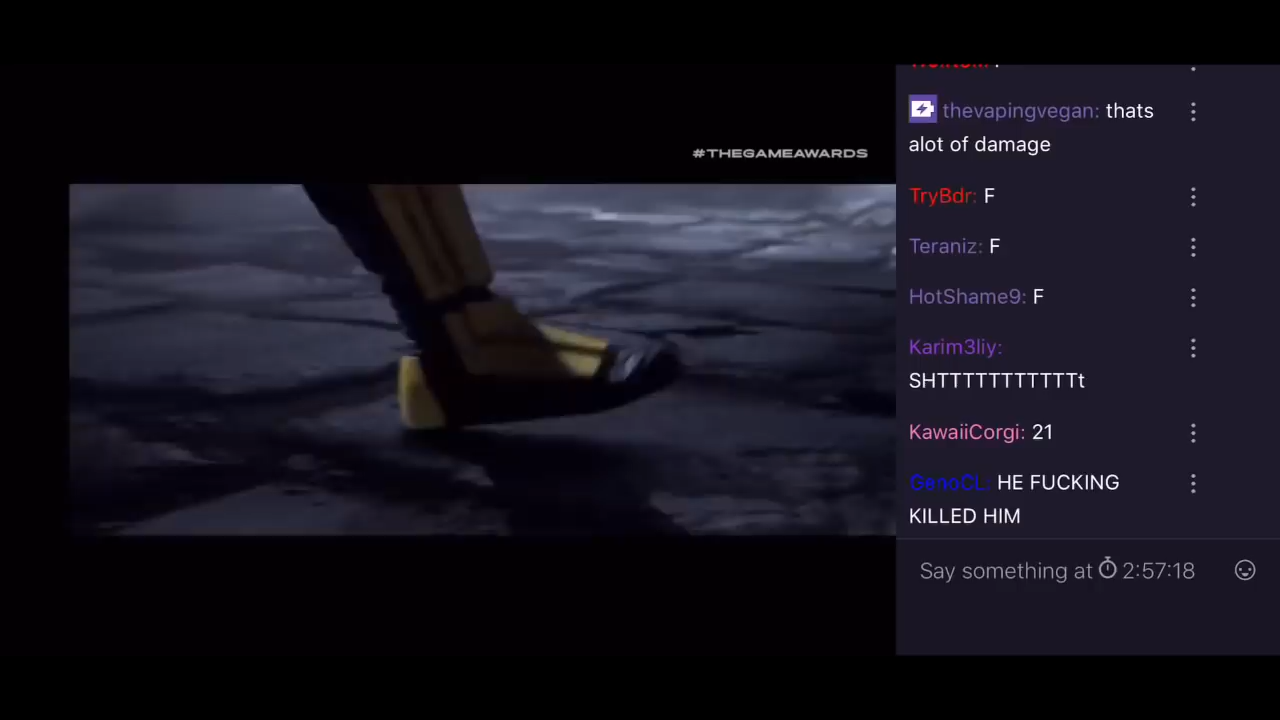 #THEGAMEAWARDS
thevapingvegan: thats
alot of damage
TryBdr: F
Teraniz: F
HotShame9: F
Karim3liy:
SHTTTTTTTTTTTt
KawaiiCorgi: 21
GenoCL: HE FUCKING
KILLED HIM
Say something at 2:57:18